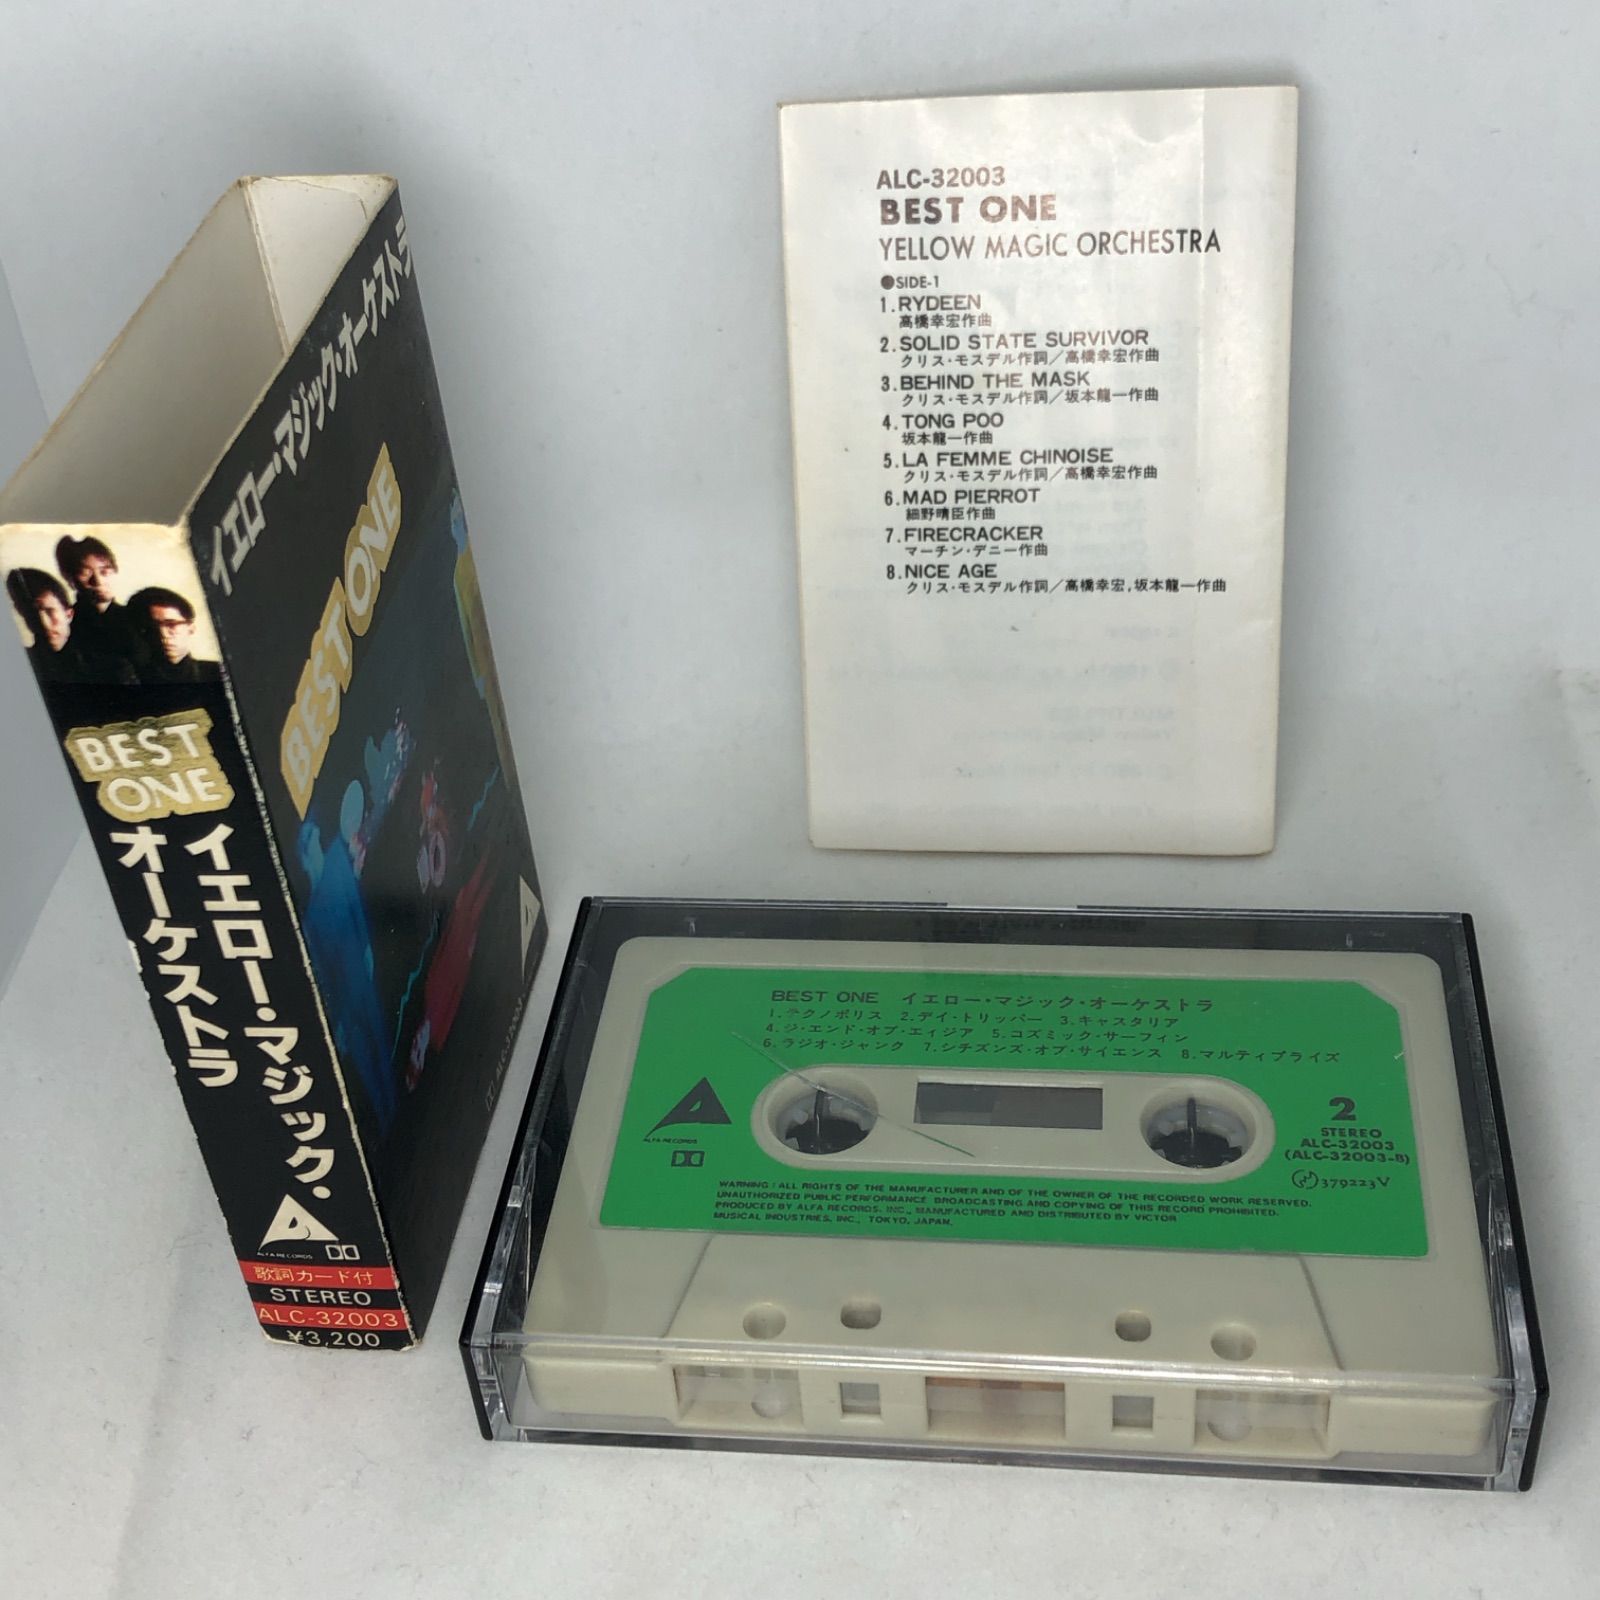 イエロー・マジック・オーケストラ
BEST ONE
BEST
ONE
イエロー・マジック・
オーケストラ
ALFA RECORDS
歌詞カード付
STEREO
ALC-32003
¥3,200
ALC-32003
BEST ONE
YELLOW MAGIC ORCHESTRA
●SIDE-1
1.RYDEEN
高橋幸宏作曲
2.SOLID STATE SURVIVOR
クリス・モスデル作詞/高橋幸宏作曲
3.BEHIND THE MASK
クリス・モスデル作詞/坂本龍一作曲
4.TONG POO
坂本龍一作曲
5.LA FEMME CHINOISE
クリス・モスデル作詞/高橋幸宏作曲
6.MAD PIERROT
細野晴臣作曲
7.FIRECRACKER
マーチン・デニー作曲
8.NICE AGE
クリス・モスデル作詞/高橋幸宏,坂本龍一作曲
BEST ONE イエロー・マジック・オーケストラ
1.テクノポリス 2.デイ・トリッパー 3.キャスタリア
4.ジ・エンド・オブ・エイジア 5.コズミック・サーフィン
6.ラジオ・ジャンク 7.シチズンズ・オブ・サイエンス 8.マルティプライズ
ALFA RECORDS
2
STEREO
ALC-32003
(ALC-32003-B)
379223V
WARNING : ALL RIGHTS OF THE MANUFACTURER AND OF THE OWNER OF THE RECORDED WORK RESERVED.
UNAUTHORIZED PUBLIC PERFORMANCE BROADCASTING AND COPYING OF THIS RECORD PROHIBITED.
PRODUCED BY ALFA RECORDS, INC., MANUFACTURED AND DISTRIBUTED BY VICTOR
MUSICAL INDUSTRIES, INC., TOKYO, JAPAN.